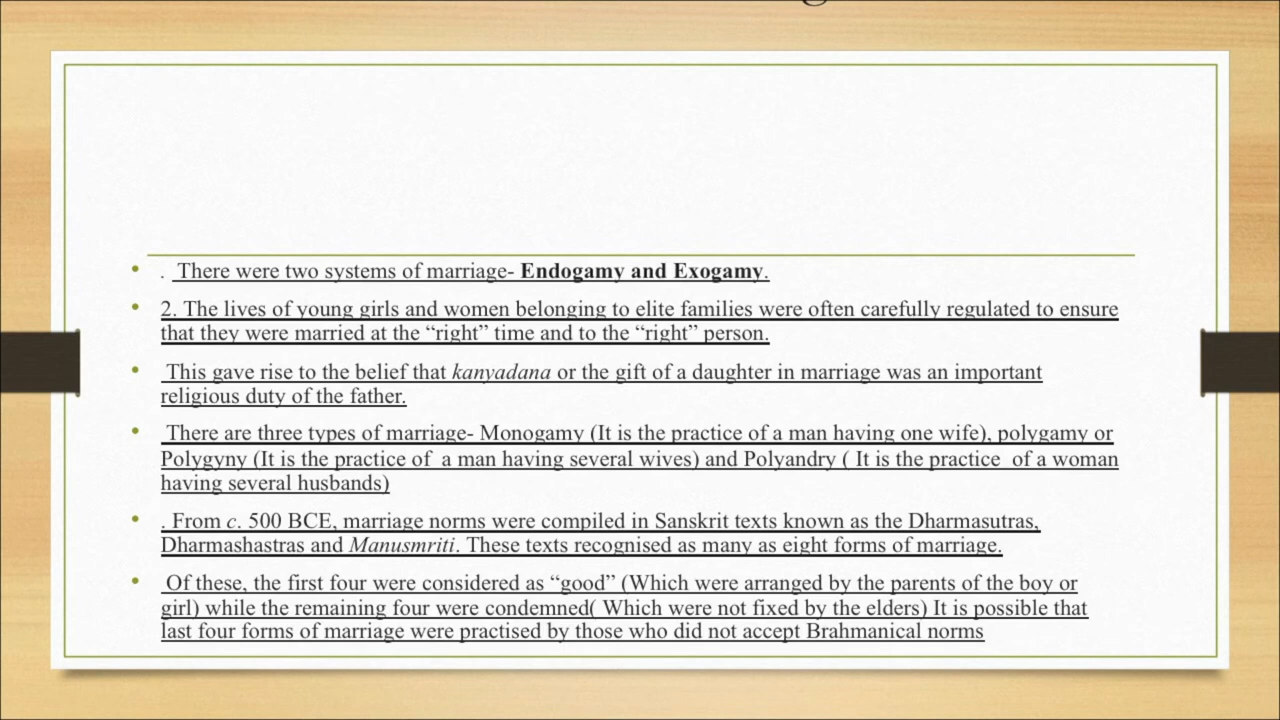 . There were two systems of marriage- Endogamy and Exogamy.
2. The lives of young girls and women belonging to elite families were often carefully regulated to ensure
that they were married at the “right” time and to the “right” person.
This gave rise to the belief that kanyadana or the gift of a daughter in marriage was an important
religious duty of the father.
There are three types of marriage- Monogamy (It is the practice of a man having one wife), polygamy or
Polygyny (It is the practice of a man having several wives) and Polyandry ( It is the practice of a woman
having several husbands)
. From c. 500 BCE, marriage norms were compiled in Sanskrit texts known as the Dharmasutras,
Dharmashastras and Manusmriti. These texts recognised as many as eight forms of marriage.
Of these, the first four were considered as “good” (Which were arranged by the parents of the boy or
girl) while the remaining four were condemned( Which were not fixed by the elders) It is possible that
last four forms of marriage were practised by those who did not accept Brahmanical norms